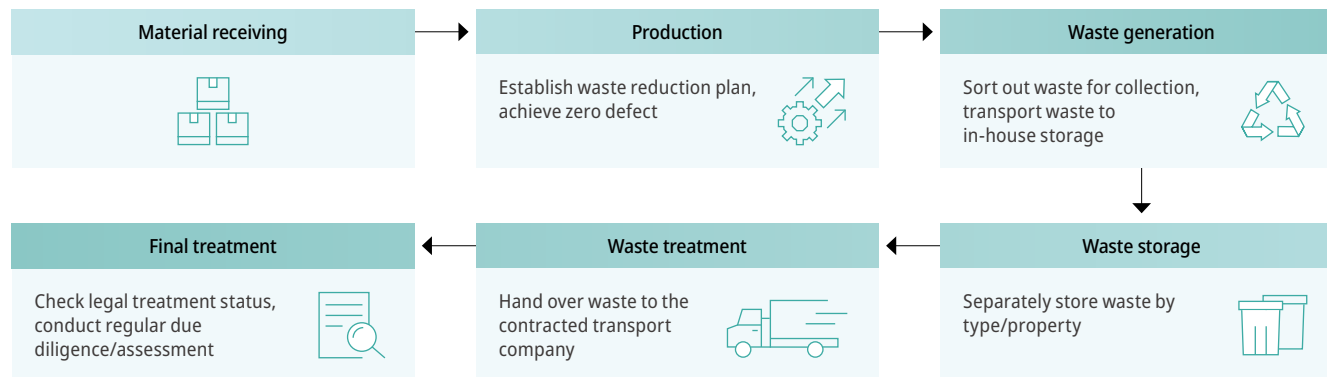 Material receiving
Production
Establish waste reduction plan,
achieve zero defect
Waste generation
Sort out waste for collection,
transport waste to
in-house storage
Waste storage
Separately store waste by
type/property
Waste treatment
Hand over waste to the
contracted transport
company
Final treatment
Check legal treatment status,
conduct regular due
diligence/assessment